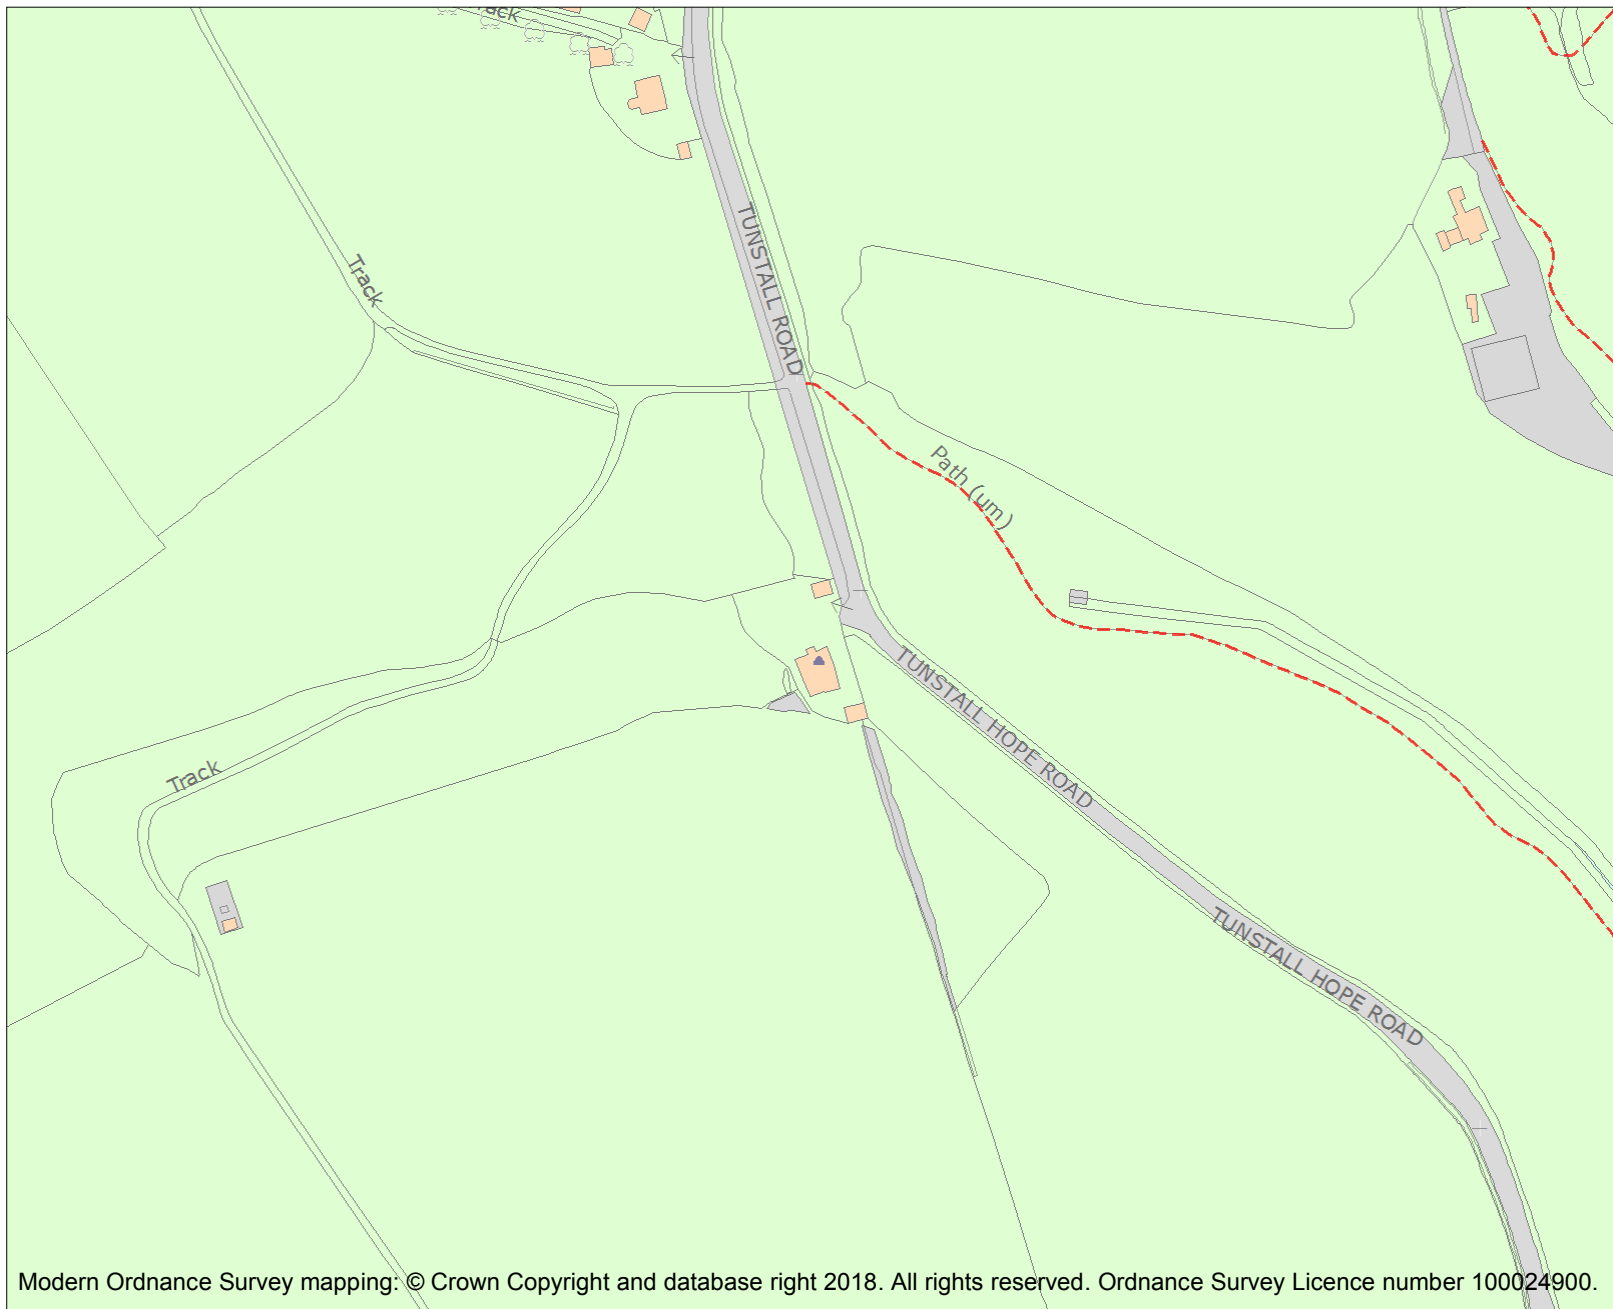 Track
TUNSTALL ROAD
Track
Path (um)
TUNSTALL HOPE ROAD
Track
TUNSTALL HOPE ROAD
Modern Ordnance Survey mapping: © Crown Copyright and database right 2018. All rights reserved. Ordnance Survey Licence number 100024900.